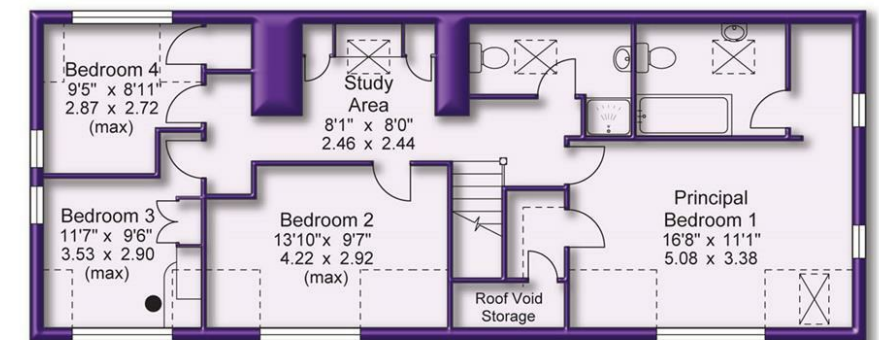 Bedroom 4
9'5" x 8'11"
2.87 x 2.72
(max)
Study
Area
8'1" x 8'0"
2.46 x 2.44
Bedroom 3
11'7" x 9'6"
3.53 x 2.90
(max)
Bedroom 2
13'10"x 9'7"
4.22 x 2.92
(max)
Principal
Bedroom 1
16'8" x 11'1"
5.08 x 3.38
Roof Void
Storage